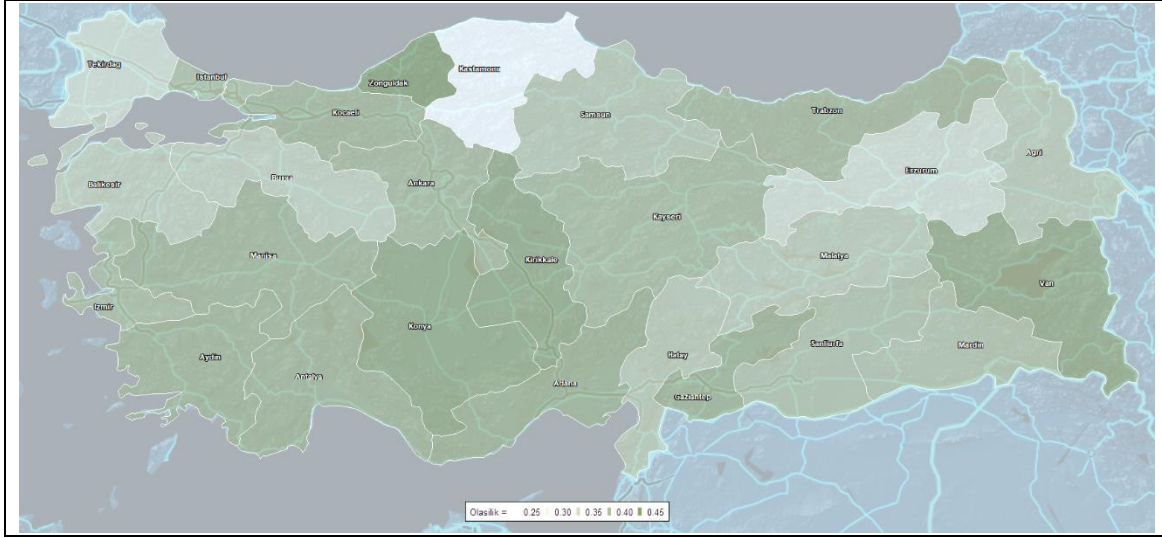 Tekirdag
Istanbul
Zonguldak
Kastamonu
Kocaeli
Samsun
Trabzon
Balikesir
Bursa
Ankara
Erzurum
Agri
Manisa
Kirikkale
Kayseri
Malatya
Van
Izmir
Konya
Aydin
Antalya
Adana
Hatay
Sanliurfa
Mardin
Gaziantep
Olasilik = 0.25 0.30 0.35 0.40 0.45